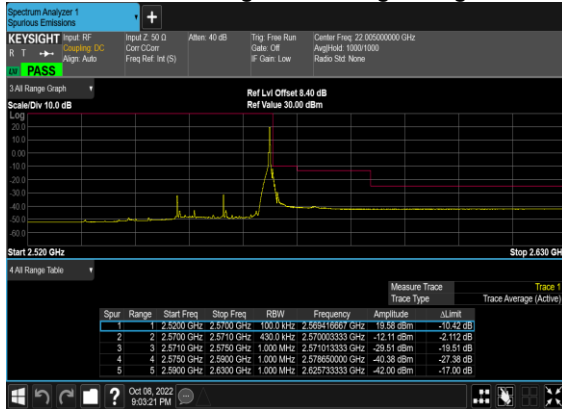 Spectrum Analyzer 1
Spurious Emissions
+
KEYSIGHT Input: RF Input Z: 50 Ω Atten: 40 dB Trig: Free Run Center Freq: 22.005000000 GHz
R T Coupling: DC Corr CCorr Gate: Off Avg|Hold: 1000/1000
Align: Auto Freq Ref: Int (S) IF Gain: Low Radio Std: None
PASS
3 All Range Graph
Ref Lvl Offset 8.40 dB
Scale/Div 10.0 dB Ref Value 30.00 dBm
Log
20.0
10.0
0.00
-10.0
-20.0
-30.0
-40.0
-50.0
-60.0
Start 2.520 GHz Stop 2.630 GH
4 All Range Table
Measure Trace Trace 1
Trace Type Trace Average (Active)
Spur Range Start Freq Stop Freq RBW Frequency Amplitude ΔLimit
1 1 2.5200 GHz 2.5700 GHz 100.0 kHz 2.569416667 GHz 19.58 dBm -10.42 dB
2 2 2.5700 GHz 2.5710 GHz 430.0 kHz 2.570003333 GHz -12.11 dBm -2.112 dB
3 3 2.5710 GHz 2.5750 GHz 1.000 MHz 2.571013333 GHz -29.51 dBm -19.51 dB
4 4 2.5750 GHz 2.5900 GHz 1.000 MHz 2.578650000 GHz -40.38 dBm -27.38 dB
5 5 2.5900 GHz 2.6300 GHz 1.000 MHz 2.625733333 GHz -42.00 dBm -17.00 dB
? Oct 08, 2022
9:03:21 PM